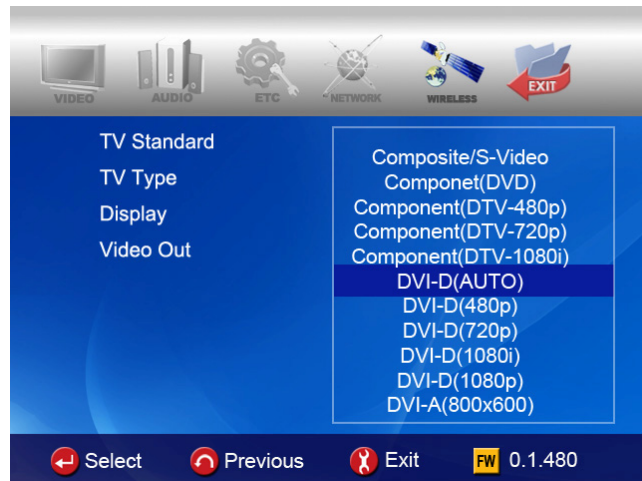 VIDEO
AUDIO
ETC
NETWORK
WIRELESS
EXIT
TV Standard
TV Type
Display
Video Out
Composite/S-Video
Componet(DVD)
Component(DTV-480p)
Component(DTV-720p)
Component(DTV-1080i)
DVI-D(AUTO)
DVI-D(480p)
DVI-D(720p)
DVI-D(1080i)
DVI-D(1080p)
DVI-A(800x600)
Select
Previous
Exit
FW 0.1.480